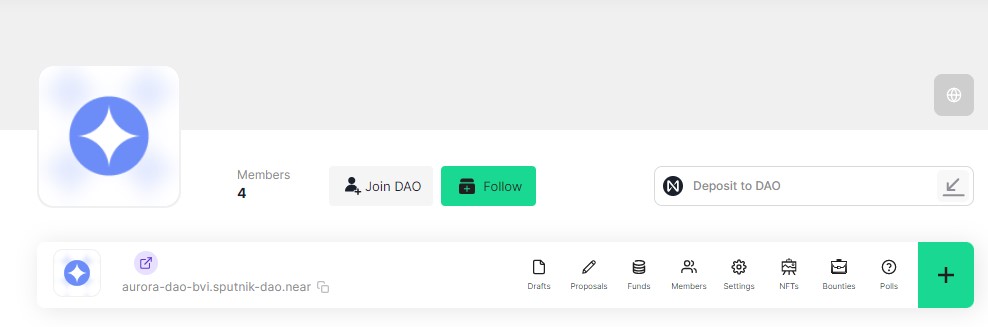 Members
4
Join DAO
Follow
Deposit to DAO
aurora-dao-bvi.sputnik-dao.near
Drafts
Proposals
Funds
Members
Settings
NFTs
Bounties
Polls